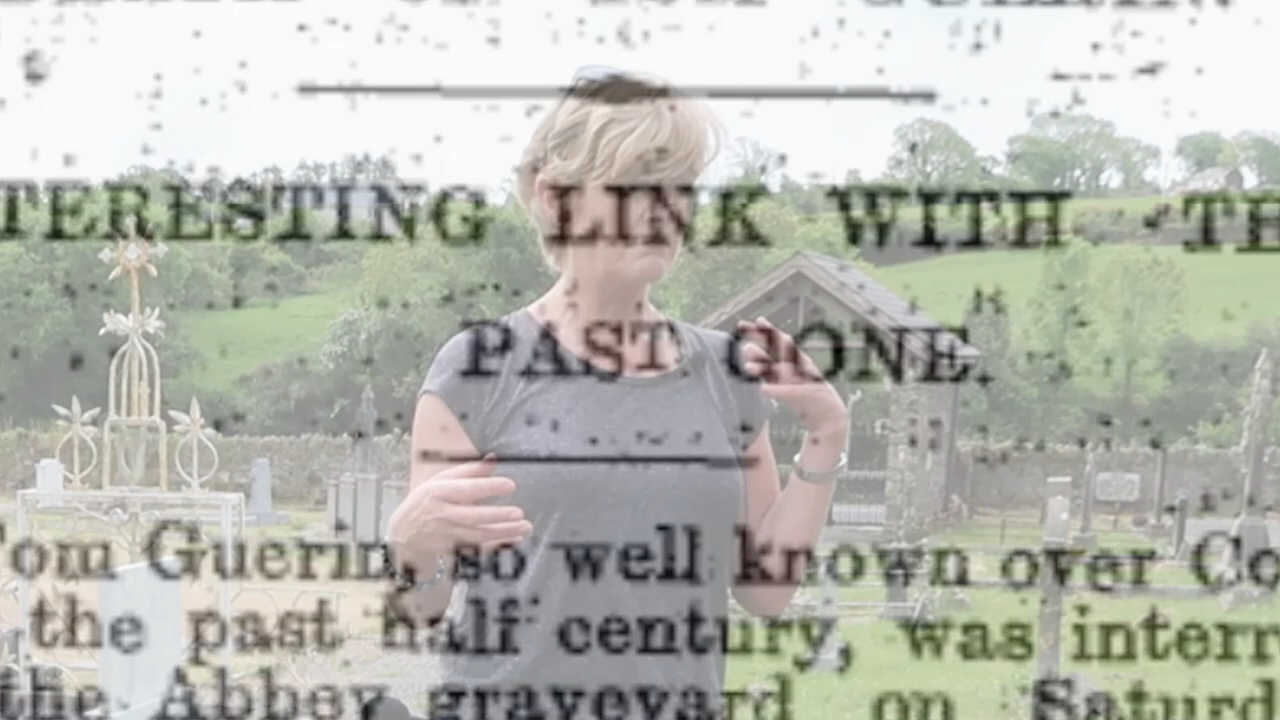 TERESTING LINK WITH TE
PAST GONE.
Tom Guerin, so well known over Co
the past half century, was interr
the Abbey graveyard on Saturd